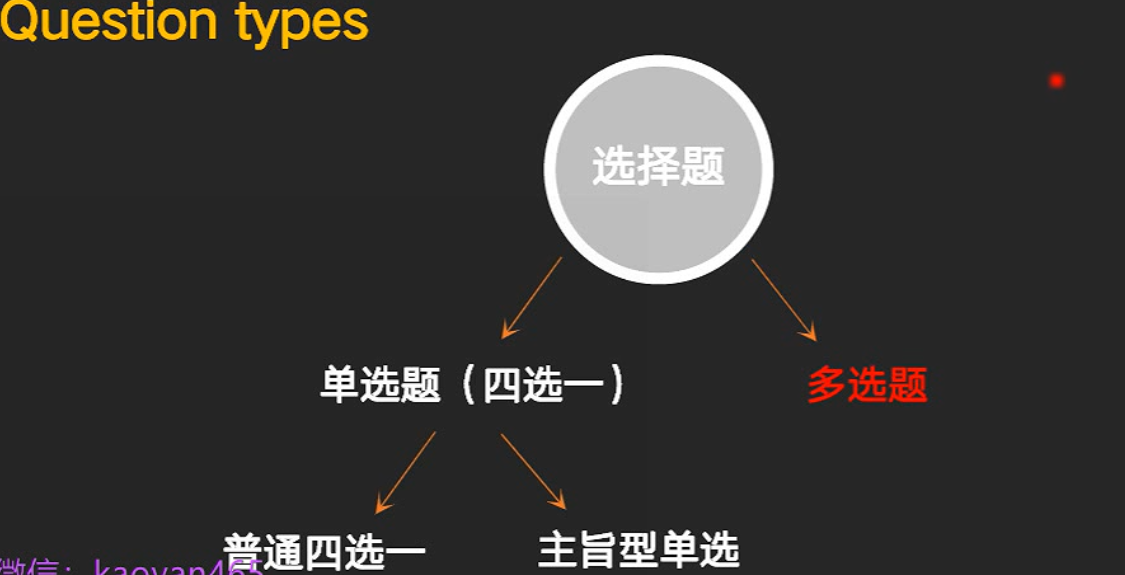 Question types
选择题
单选题（四选一）
多选题
普通四选一
主旨型单选
微信：kaoyan465